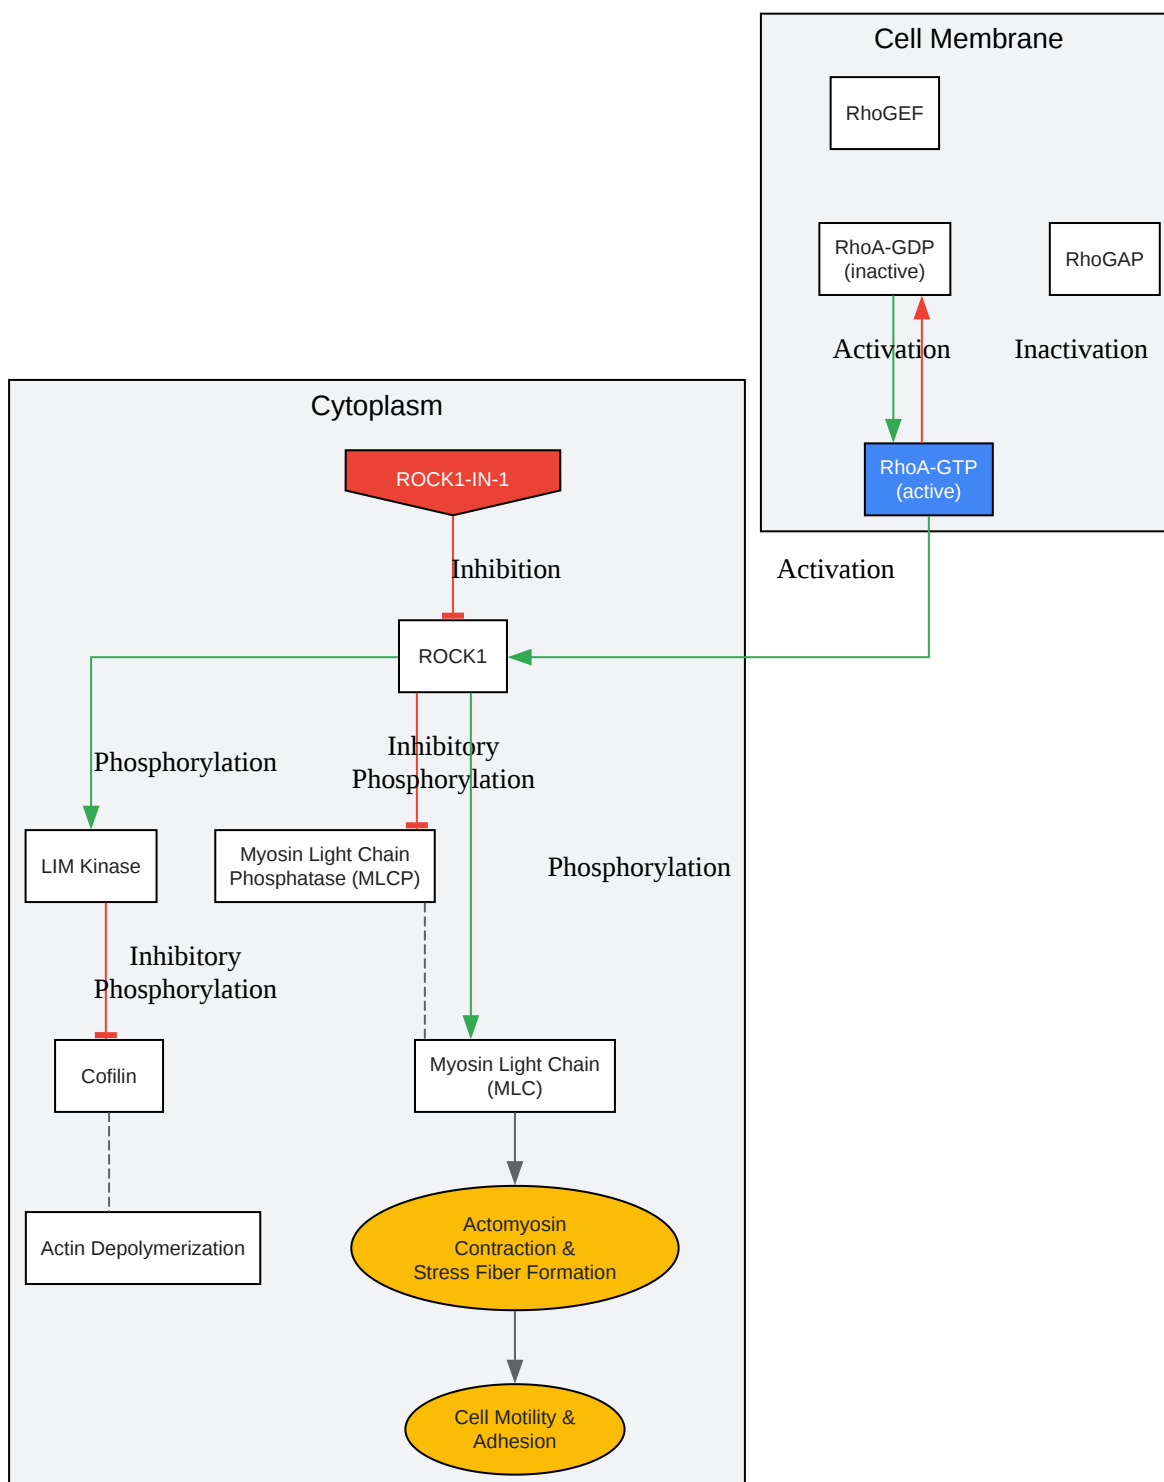 Cell Membrane
RhoGEF
RhoA-GDP
(inactive)
RhoGAP
Activation
Inactivation
RhoA-GTP
(active)
Cytoplasm
ROCK1-IN-1
Inhibition
Activation
ROCK1
Phosphorylation
Inhibitory
Phosphorylation
LIM Kinase
Myosin Light Chain
Phosphatase (MLCP)
Phosphorylation
Inhibitory
Phosphorylation
Cofilin
Myosin Light Chain
(MLC)
Actin Depolymerization
Actomyosin
Contraction &
Stress Fiber Formation
Cell Motility &
Adhesion